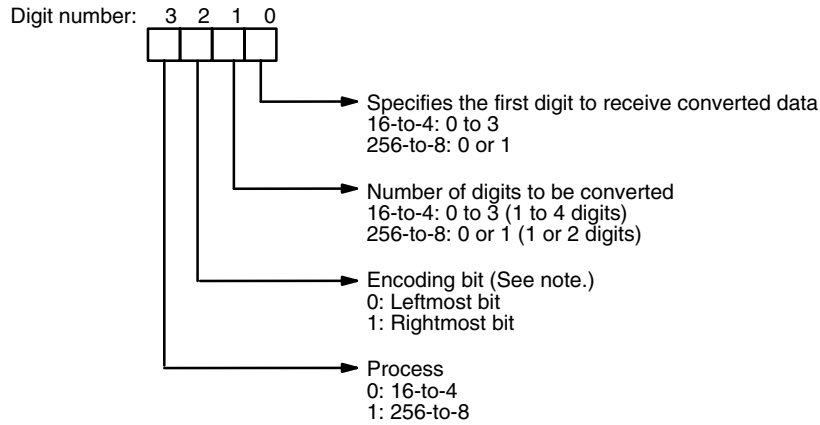 Digit number: 3 2 1 0
Specifies the first digit to receive converted data
16-to-4: 0 to 3
256-to-8: 0 or 1
Number of digits to be converted
16-to-4: 0 to 3 (1 to 4 digits)
256-to-8: 0 or 1 (1 or 2 digits)
Encoding bit (See note.)
0: Leftmost bit
1: Rightmost bit
Process
0: 16-to-4
1: 256-to-8